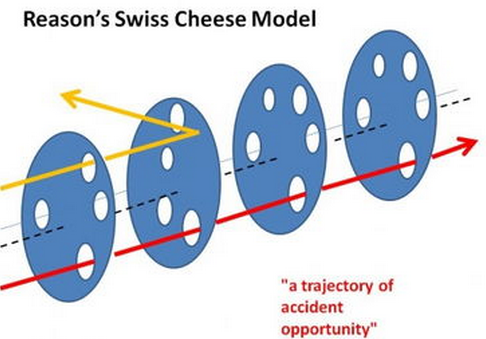 Reason's Swiss Cheese Model
"a trajectory of
accident
opportunity"